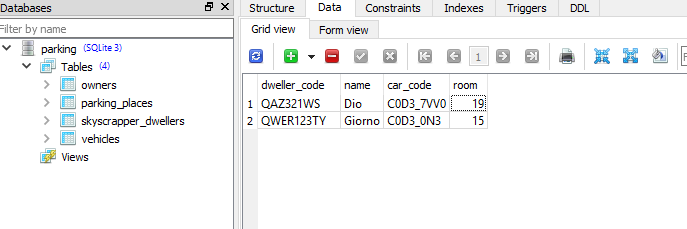 Databases
Filter by name
parking (SQLite 3)
Tables (4)
owners
parking_places
skyscrapper_dwellers
vehicles
Views
Structure Data Constraints Indexes Triggers DDL
Grid view Form view
1
dweller_code name car_code room
1 QAZ321WS Dio C0D3_7VV0 19
2 QWER123TY Giorno C0D3_0N3 15